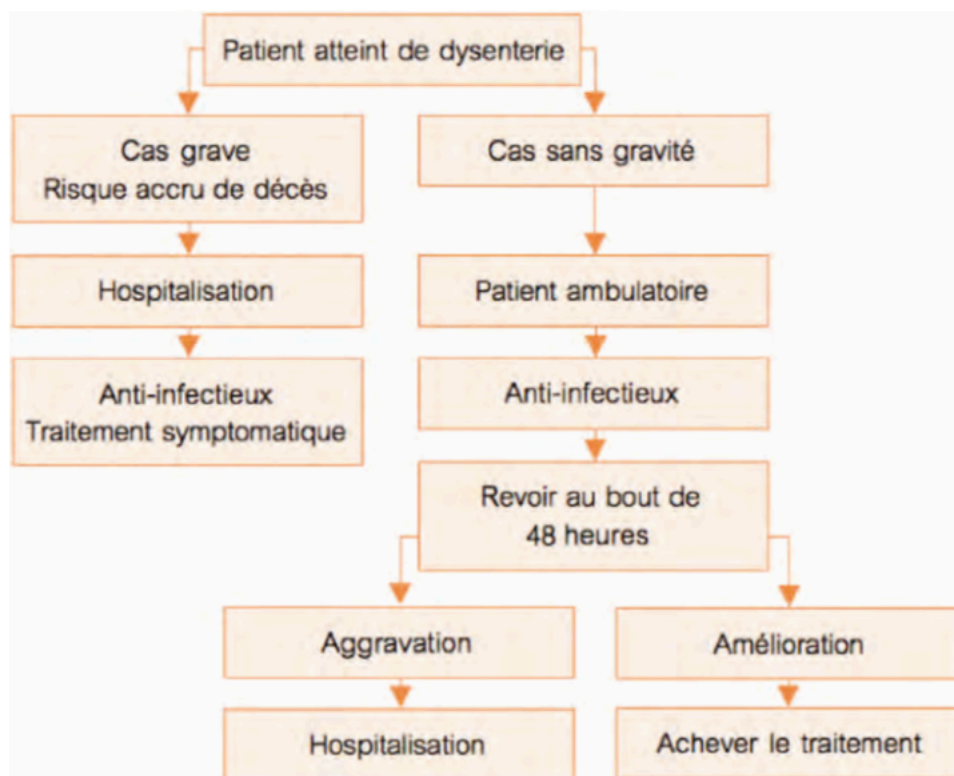 Patient atteint de dysenterie
Cas grave
Risque accru de décès
Cas sans gravité
Hospitalisation
Patient ambulatoire
Anti-infectieux
Traitement symptomatique
Anti-infectieux
Revoir au bout de
48 heures
Aggravation
Amélioration
Hospitalisation
Achever le traitement